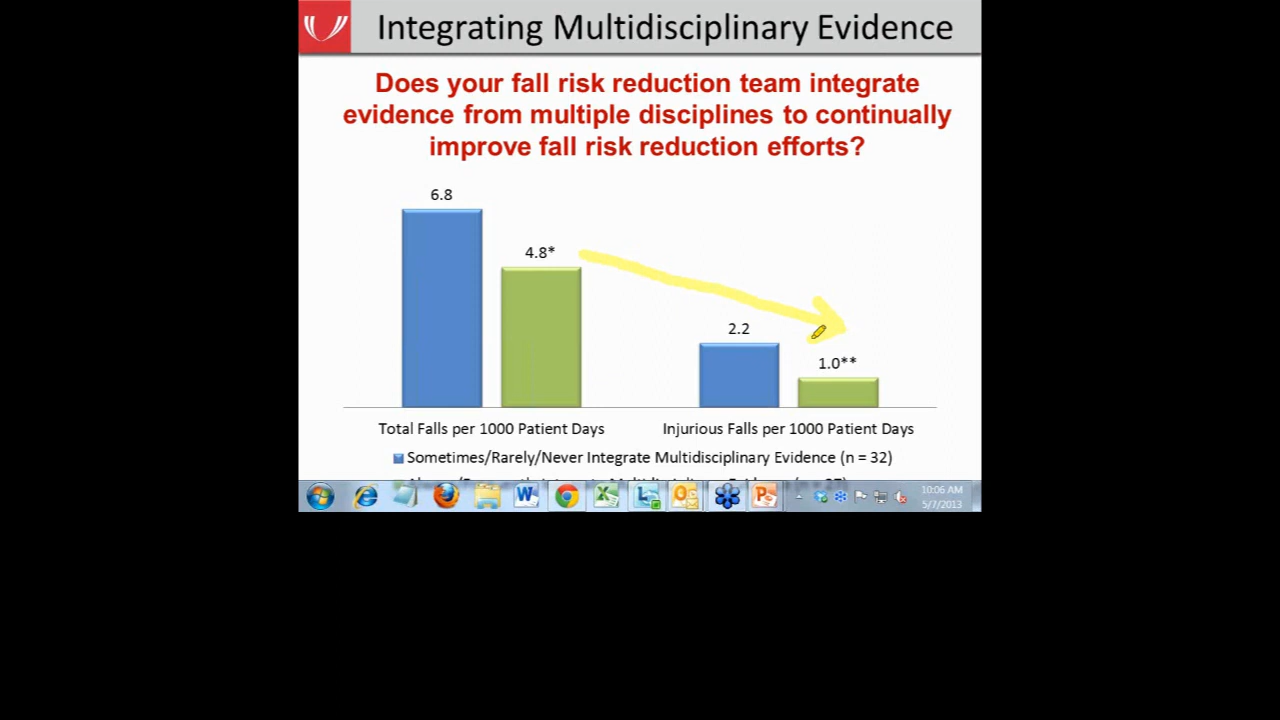 Integrating Multidisciplinary Evidence
Does your fall risk reduction team integrate
evidence from multiple disciplines to continually
improve fall risk reduction efforts?
6.8
4.8*
2.2
1.0**
Total Falls per 1000 Patient Days
Injurious Falls per 1000 Patient Days
Sometimes/Rarely/Never Integrate Multidisciplinary Evidence (n = 32)
10:06 AM
5/7/2013